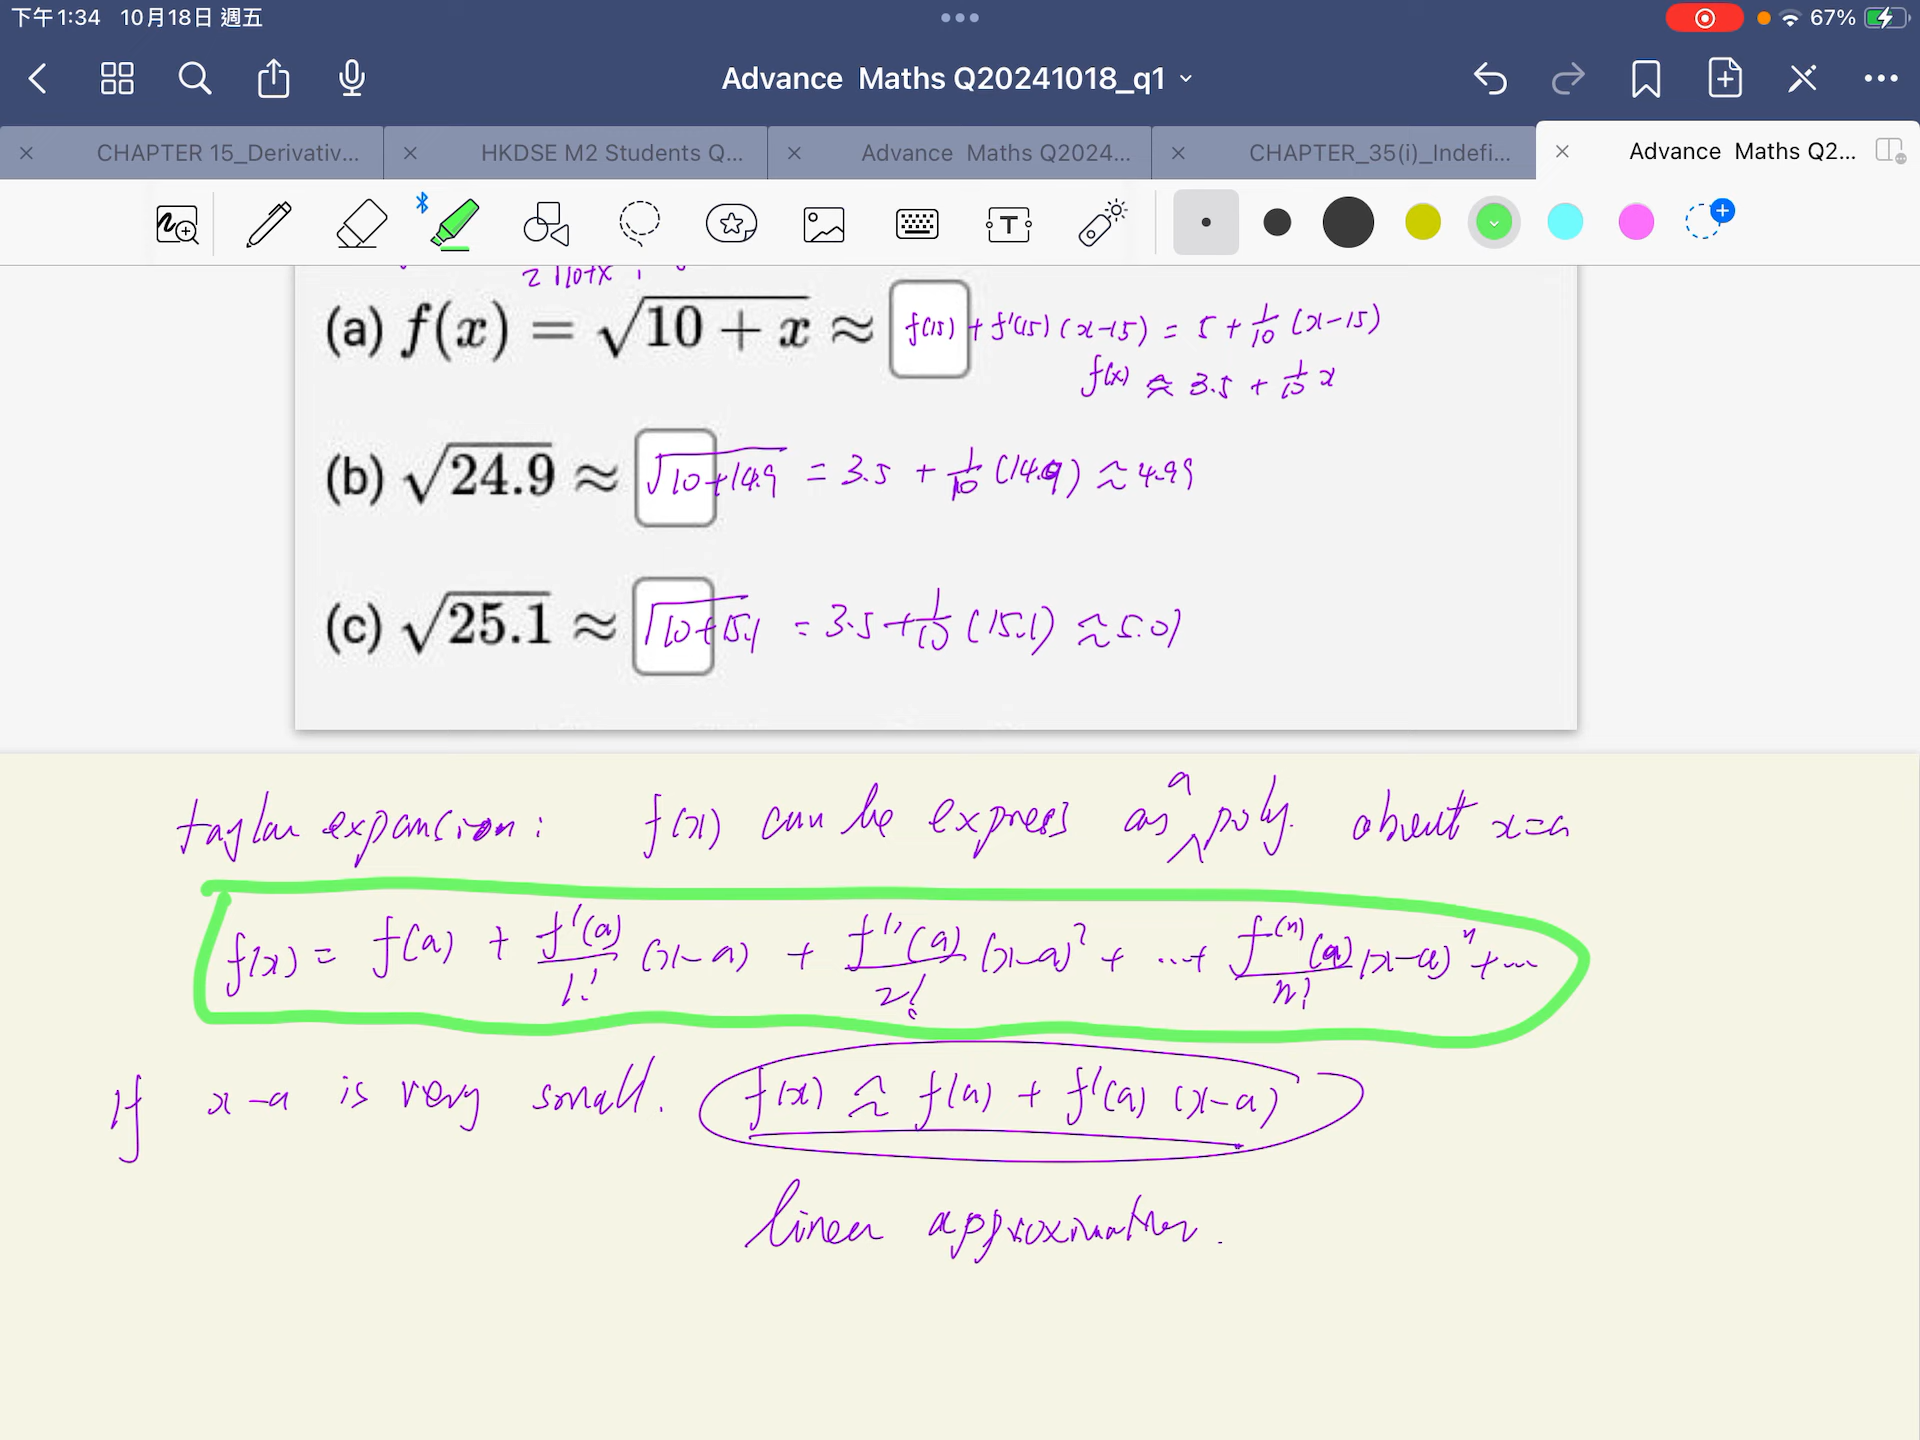 下午1:34 10月18日 週五
67%
Advance Maths Q20241018_q1
CHAPTER 15_Derivativ...
HKDSE M2 Students Q...
Advance Maths Q2024...
CHAPTER_35(i)_Indefi...
Advance Maths Q2...
2√10+x
(a) f(x) = √10 + x ≈ f(15) + f'(15) (x-15) = 5 + 1/10 (x-15)
f(x) ≈ 3.5 + 1/10 x
(b) √24.9 ≈ √10+14.9 = 3.5 + 1/10 (14.9) ≈ 4.99
(c) √25.1 ≈ √10+15.1 = 3.5 + 1/10 (15.1) ≈ 5.01
taylor expansion: f(x) can be express as a poly. about x=a
f(x) = f(a) + f'(a)/1! (x-a) + f''(a)/2! (x-a)² + ...+ f⁽ⁿ⁾(a)/n! (x-a)ⁿ + ...
If x-a is very small. f(x) ≈ f(a) + f'(a) (x-a)
linear approximation.